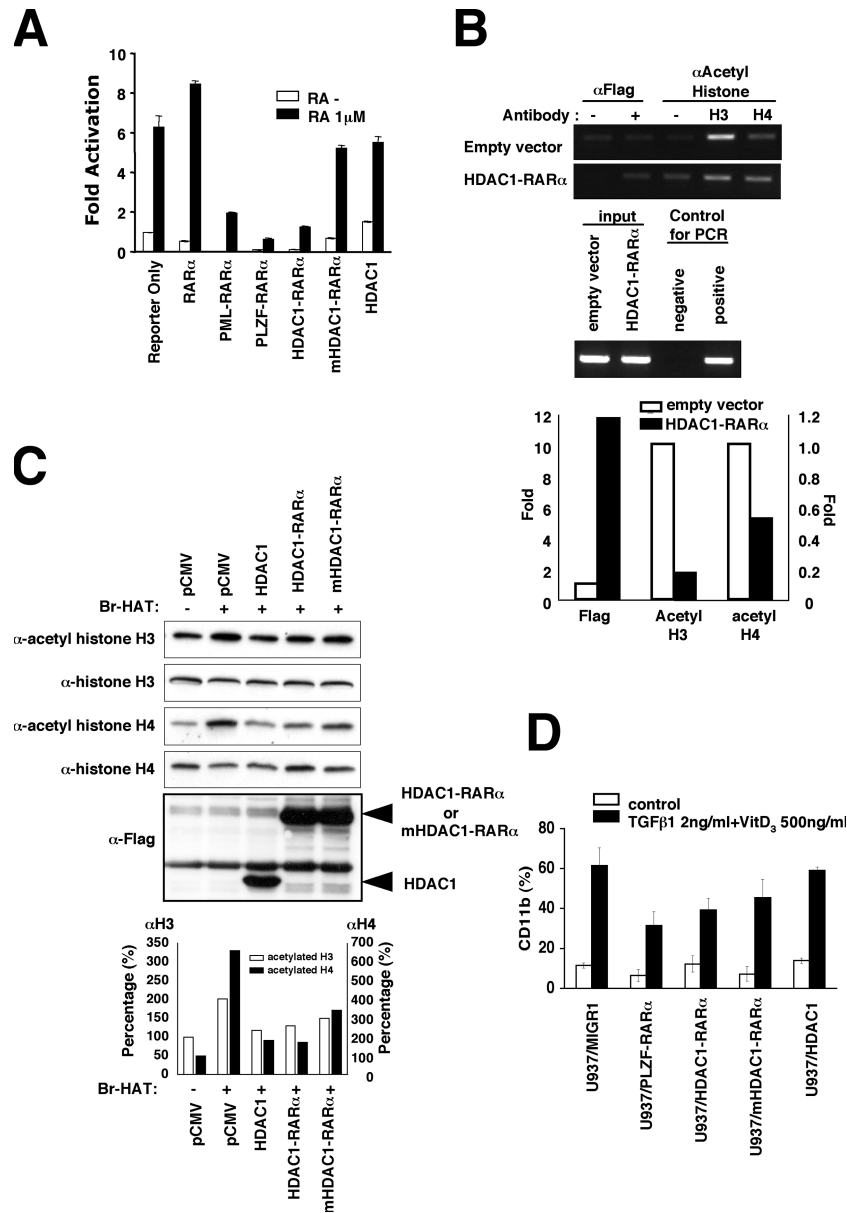 A
Fold Activation
10
8
6
4
2
0
RA -
RA 1μM
Reporter Only
RARα
PML-RARα
PLZF-RARα
HDAC1-RARα
mHDAC1-RARα
HDAC1
B
αFlag
αAcetyl
Histone
Antibody : - + - H3 H4
Empty vector
HDAC1-RARα
input
Control
for PCR
empty vector
HDAC1-RARα
negative
positive
empty vector
HDAC1-RARα
Fold
12
10
8
6
4
2
0
1.2
1.0
0.8
0.6
0.4
0.2
0
Fold
Flag
Acetyl
H3
acetyl
H4
C
pCMV
pCMV
HDAC1
HDAC1-RARα
mHDAC1-RARα
Br-HAT: - + + + +
α-acetyl histone H3
α-histone H3
α-acetyl histone H4
α-histone H4
α-Flag
HDAC1-RARα
or
mHDAC1-RARα
HDAC1
αH3
αH4
Percentage (%)
350
300
250
200
150
100
50
0
acetylated H3
acetylated H4
700
600
500
400
300
200
100
0
Percentage (%)
Br-HAT: - + + + +
pCMV
pCMV
HDAC1
HDAC1-RARα
mHDAC1-RARα
D
control
TGFβ1 2ng/ml+VitD3 500ng/ml
CD11b (%)
80
60
40
20
0
U937/MIGR1
U937/PLZF-RARα
U937/HDAC1-RARα
U937/mHDAC1-RARα
U937/HDAC1